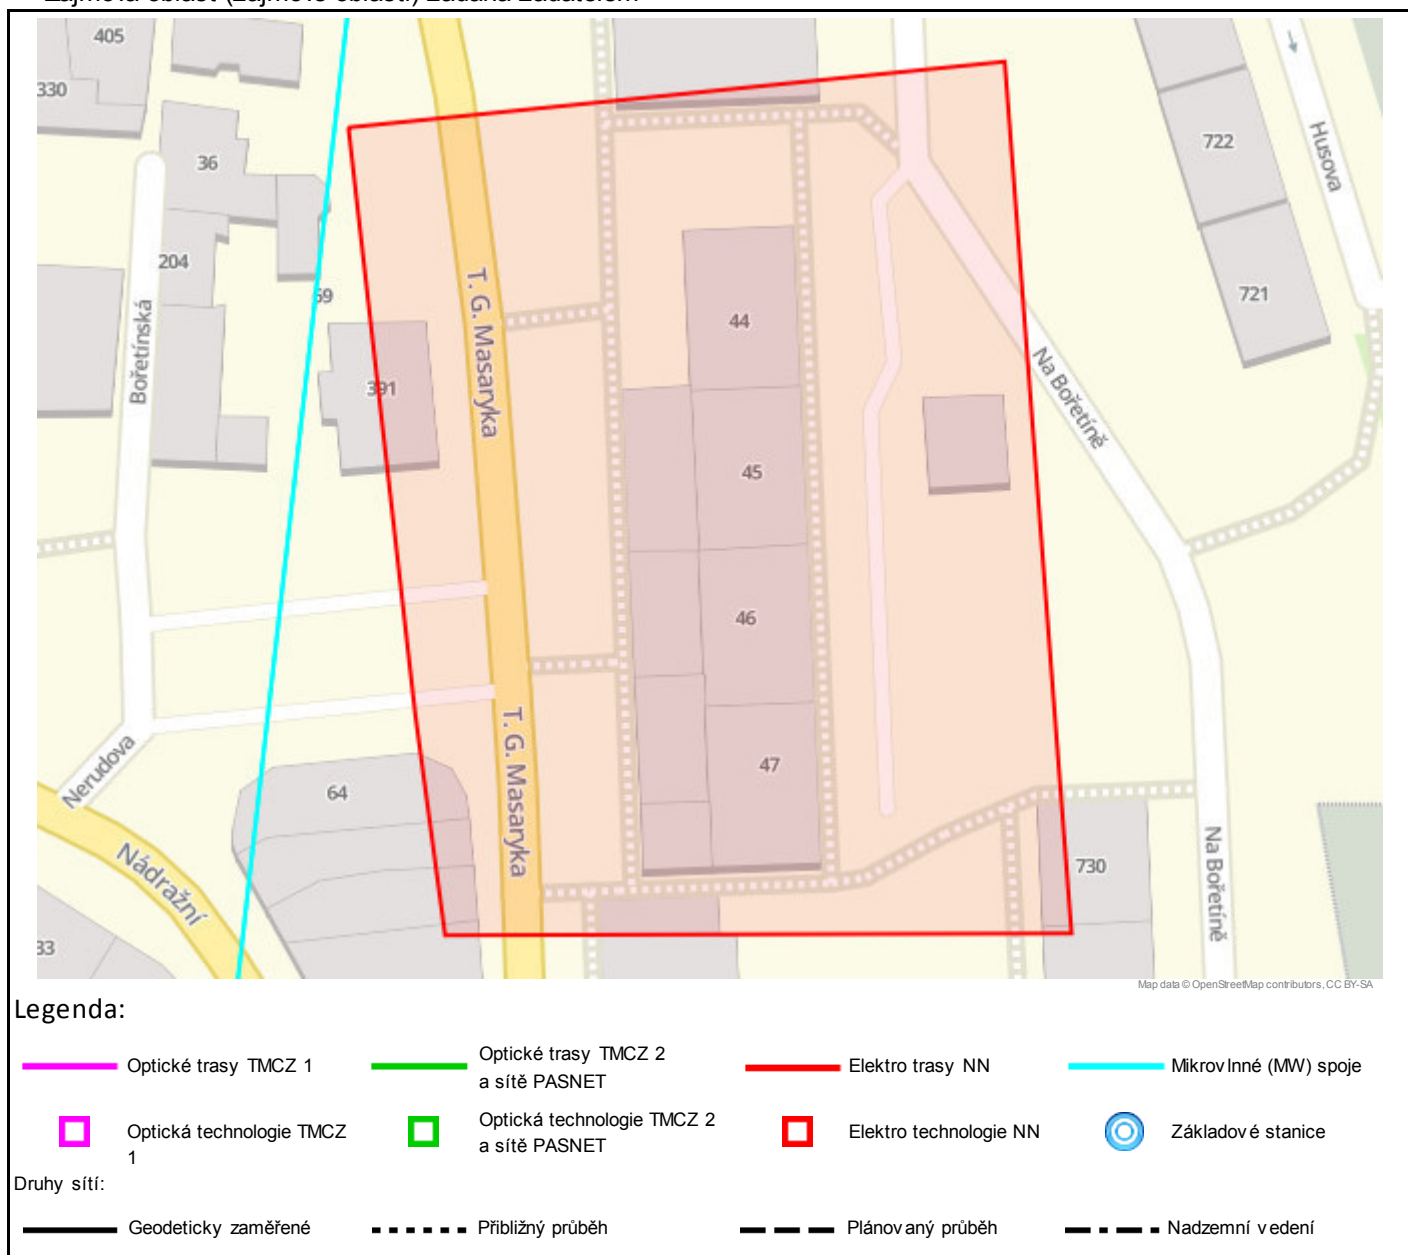 405
330
36
722
Husova
204
69
721
Bořetínská
T. G. Masaryka
44
391
Na Bořetíně
45
46
Nerudova
64
T. G. Masaryka
47
Nádražní
730
Na Bořetíně
33
Map data © OpenStreetMap contributors, CC BY-SA
Legenda:
Optické trasy TMCZ 1
Optické trasy TMCZ 2
a sítě PASNET
Elektro trasy NN
Mikrovlnné (MW) spoje
Optická technologie TMCZ
1
Optická technologie TMCZ 2
a sítě PASNET
Elektro technologie NN
Základové stanice
Druhy sítí:
Geodeticky zaměřené
Přibližný průběh
Plánovaný průběh
Nadzemní vedení